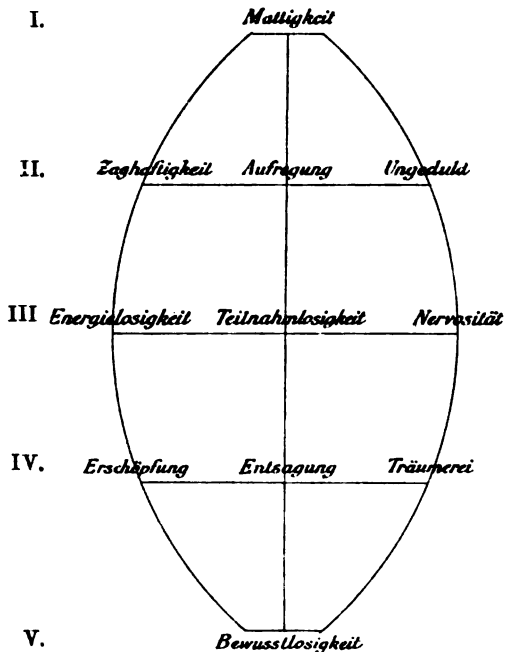 I. Mattigkeit
II. Zaghaftigkeit Aufregung Ungeduld
III Energielosigkeit Teilnahmlosigkeit Nervosität
IV. Erschöpfung Entsagung Träumerei
V. Bewusstlosigkeit